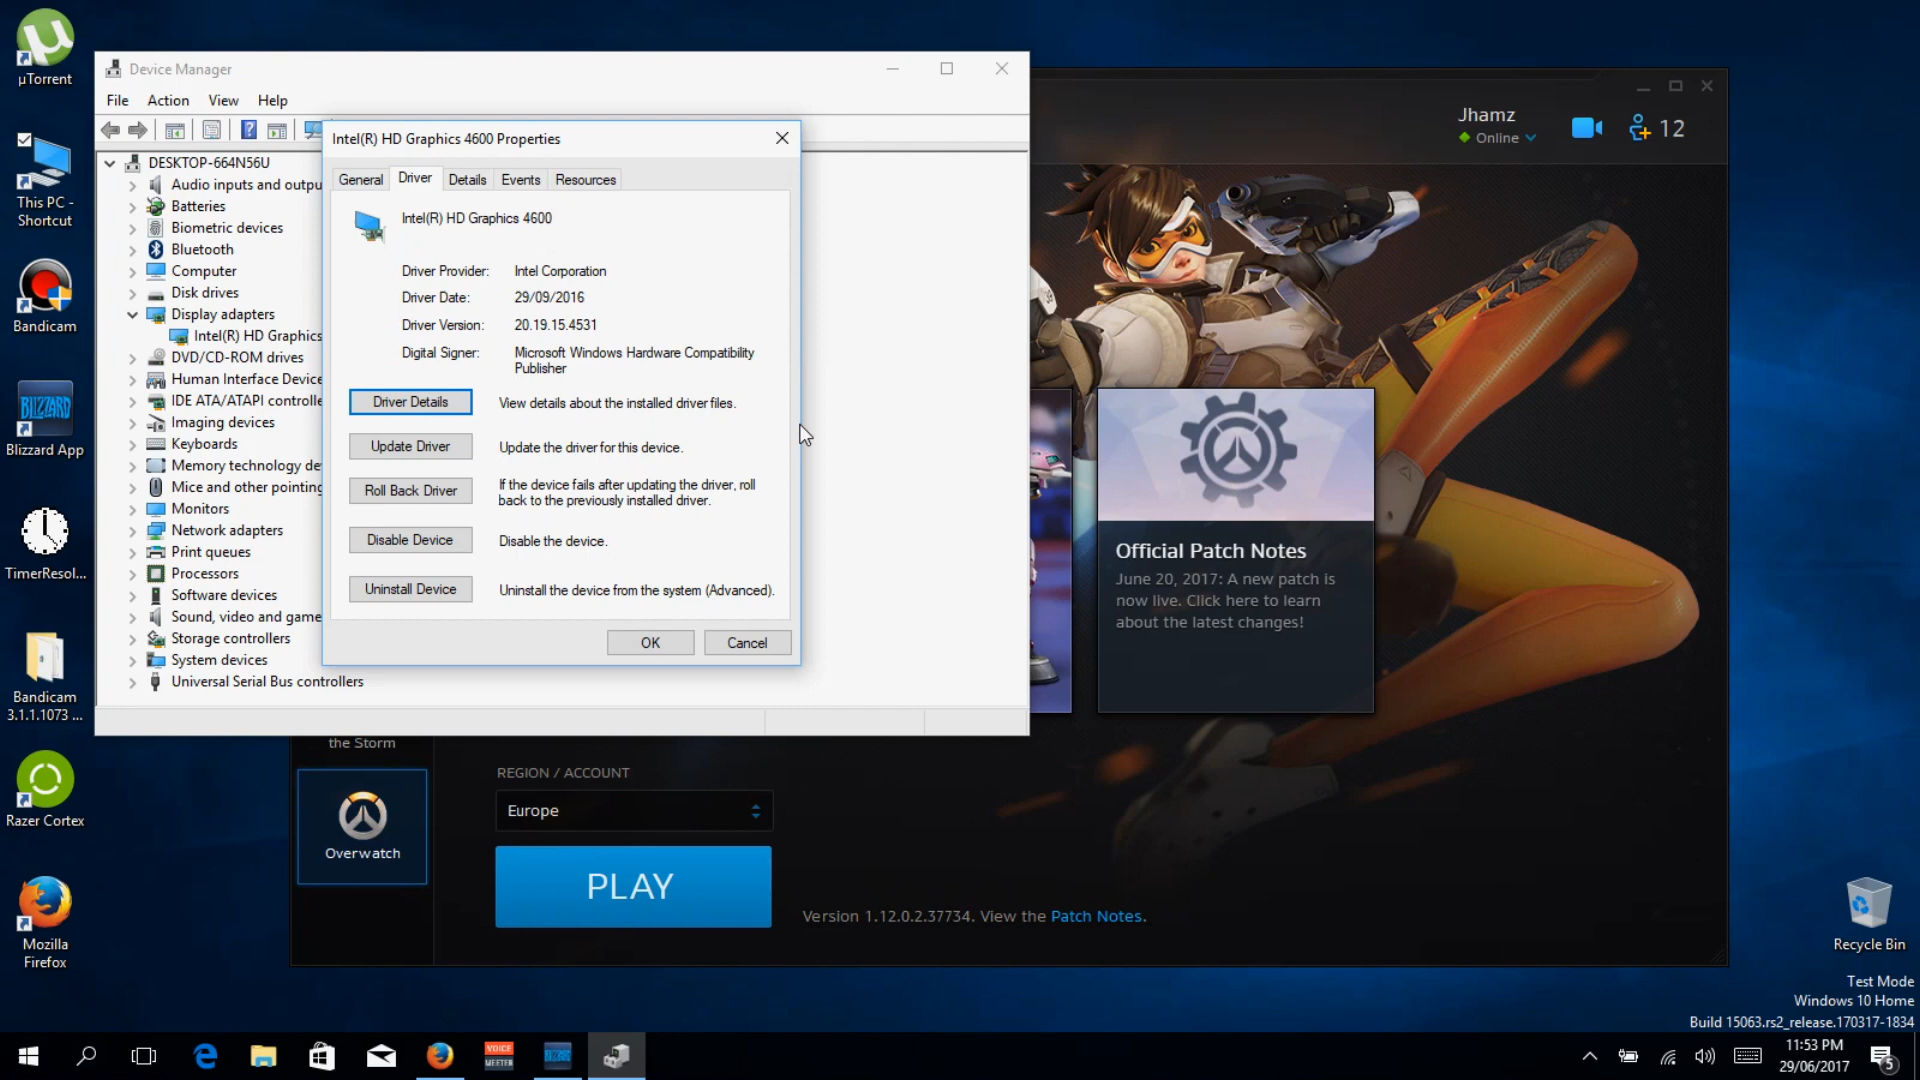 µTorrent
This PC -
Shortcut
Bandicam
BLIZZARD
Blizzard App
TimerResol...
Bandicam
3.1.1.1073 ...
Razer Cortex
Mozilla
Firefox
Device Manager
File Action View Help
DESKTOP-664N56U
Audio inputs and outpu
Batteries
Biometric devices
Bluetooth
Computer
Disk drives
Display adapters
Intel(R) HD Graphics
DVD/CD-ROM drives
Human Interface Device
IDE ATA/ATAPI controlle
Imaging devices
Keyboards
Memory technology de
Mice and other pointing
Monitors
Network adapters
Print queues
Processors
Software devices
Sound, video and game
Storage controllers
System devices
Universal Serial Bus controllers
Intel(R) HD Graphics 4600 Properties
General Driver Details Events Resources
Intel(R) HD Graphics 4600
Driver Provider: Intel Corporation
Driver Date: 29/09/2016
Driver Version: 20.19.15.4531
Digital Signer: Microsoft Windows Hardware Compatibility
Publisher
Driver Details View details about the installed driver files.
Update Driver Update the driver for this device.
Roll Back Driver If the device fails after updating the driver, roll
back to the previously installed driver.
Disable Device Disable the device.
Uninstall Device Uninstall the device from the system (Advanced).
OK Cancel
Jhamz
Online
12
Official Patch Notes
June 20, 2017: A new patch is
now live. Click here to learn
about the latest changes!
the Storm
Overwatch
REGION / ACCOUNT
Europe
PLAY
Version 1.12.0.2.37734. View the Patch Notes.
Recycle Bin
Test Mode
Windows 10 Home
Build 15063.rs2_release.170317-1834
VOICE
MEETER
11:53 PM
29/06/2017
5